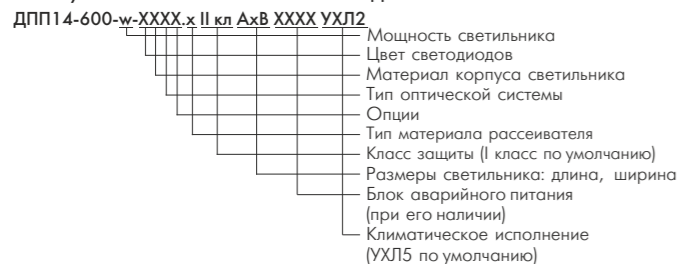 ДПП14-600-w-XXXX.x II кл АхВ XXXX УХЛ2
Мощность светильника
Цвет светодиодов
Материал корпуса светильника
Тип оптической системы
Опции
Тип материала рассеивателя
Класс защиты (I класс по умолчанию)
Размеры светильника: длина, ширина
Блок аварийного питания
(при его наличии)
Климатическое исполнение
(УХЛ5 по умолчанию)